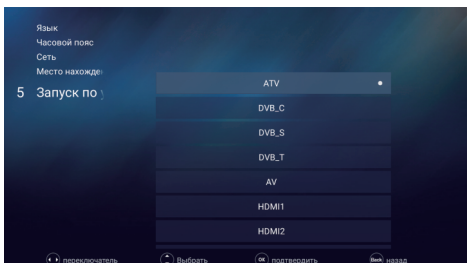 Язык
Часовой пояс
Сеть
Место нахожде
5 Запуск по
ATV
DVB_C
DVB_S
DVB_T
AV
HDMI1
HDMI2
переключатель Выбрать OK подтвердить Back назад